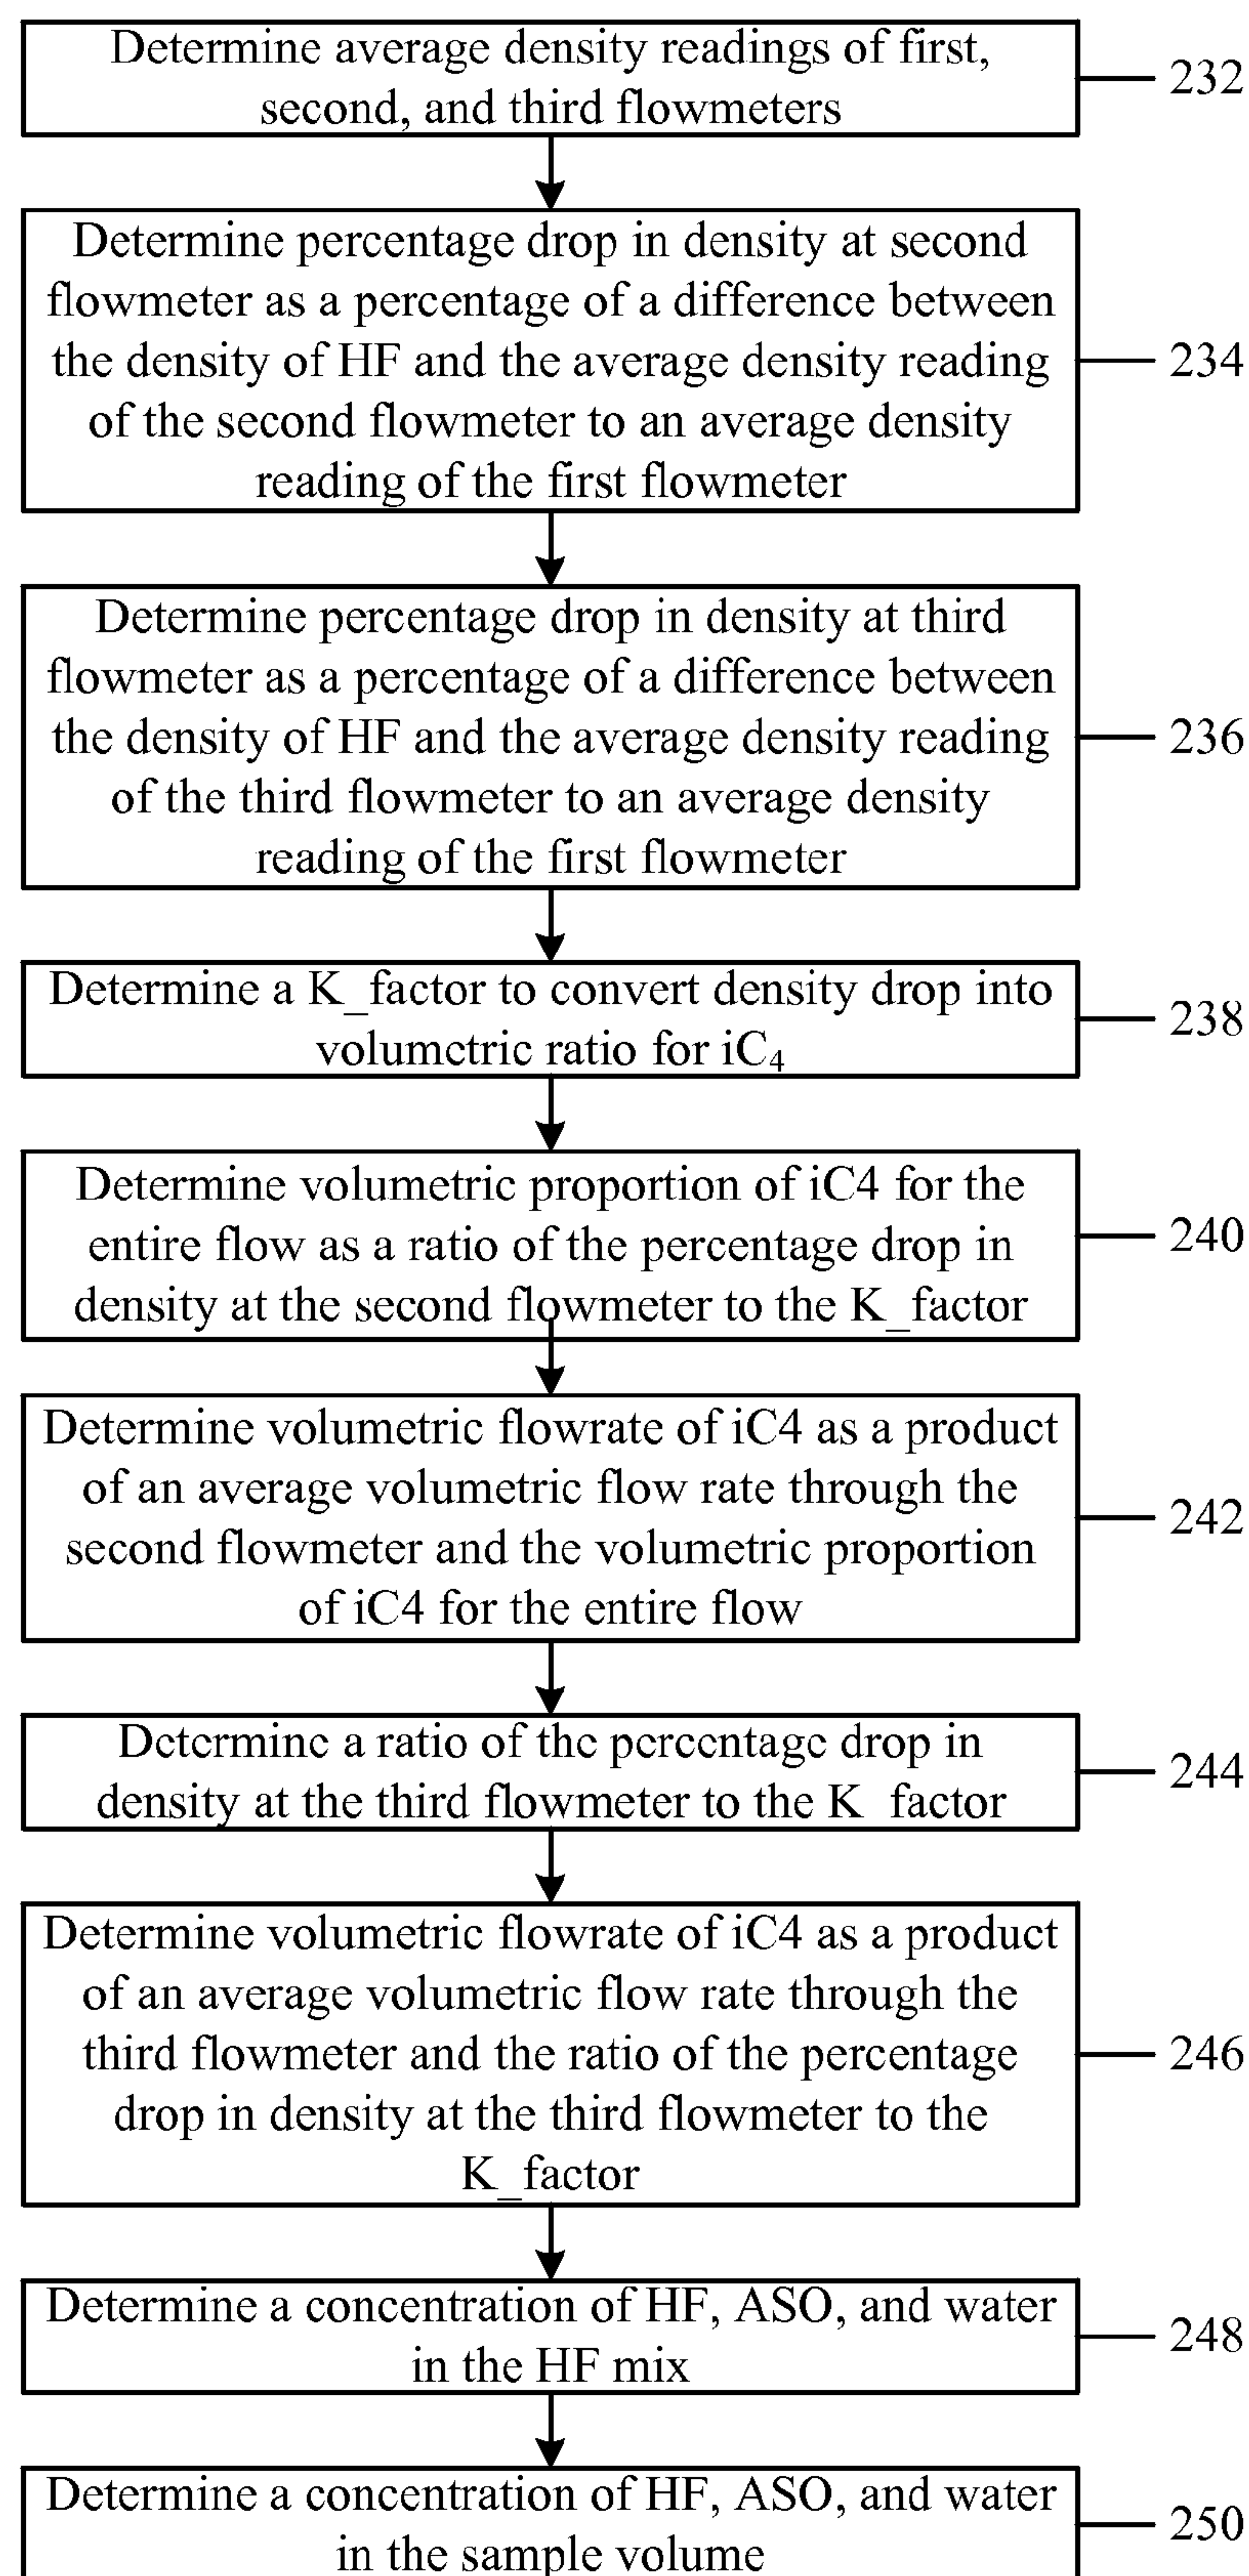 Determine average density readings of first,
second, and third flowmeters
232
Determine percentage drop in density at second
flowmeter as a percentage of a difference between
the density of HF and the average density reading
of the second flowmeter to an average density
reading of the first flowmeter
234
Determine percentage drop in density at third
flowmeter as a percentage of a difference between
the density of HF and the average density reading
of the third flowmeter to an average density
reading of the first flowmeter
236
Determine a K_factor to convert density drop into
volumetric ratio for iC₄
238
Determine volumetric proportion of iC4 for the
entire flow as a ratio of the percentage drop in
density at the second flowmeter to the K_factor
240
Determine volumetric flowrate of iC4 as a product
of an average volumetric flow rate through the
second flowmeter and the volumetric proportion
of iC4 for the entire flow
242
Determine a ratio of the percentage drop in
density at the third flowmeter to the K factor
244
Determine volumetric flowrate of iC4 as a product
of an average volumetric flow rate through the
third flowmeter and the ratio of the percentage
drop in density at the third flowmeter to the
K_factor
246
Determine a concentration of HF, ASO, and water
in the HF mix
248
Determine a concentration of HF, ASO, and water
in the sample volume
250